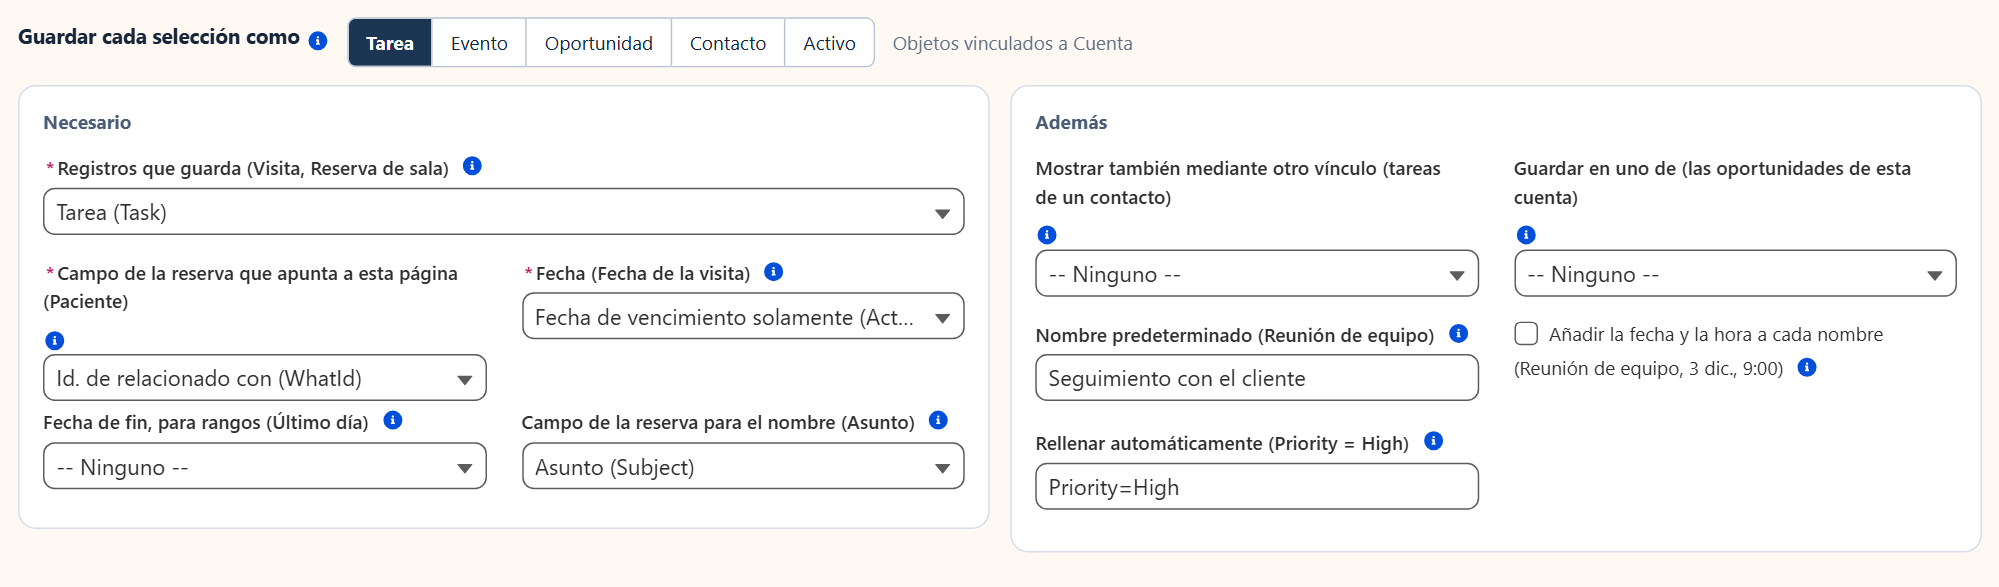 Guardar cada selección como
Tarea
Evento
Oportunidad
Contacto
Activo
Objetos vinculados a Cuenta
Necesario
* Registros que guarda (Visita, Reserva de sala)
Tarea (Task)
* Campo de la reserva que apunta a esta página
(Paciente)
Id. de relacionado con (WhatId)
* Fecha (Fecha de la visita)
Fecha de vencimiento solamente (Act...
Fecha de fin, para rangos (Último día)
-- Ninguno --
Campo de la reserva para el nombre (Asunto)
Asunto (Subject)
Además
Mostrar también mediante otro vínculo (tareas
de un contacto)
-- Ninguno --
Guardar en uno de (las oportunidades de esta
cuenta)
-- Ninguno --
Nombre predeterminado (Reunión de equipo)
Seguimiento con el cliente
Añadir la fecha y la hora a cada nombre
(Reunión de equipo, 3 dic., 9:00)
Rellenar automáticamente (Priority = High)
Priority=High